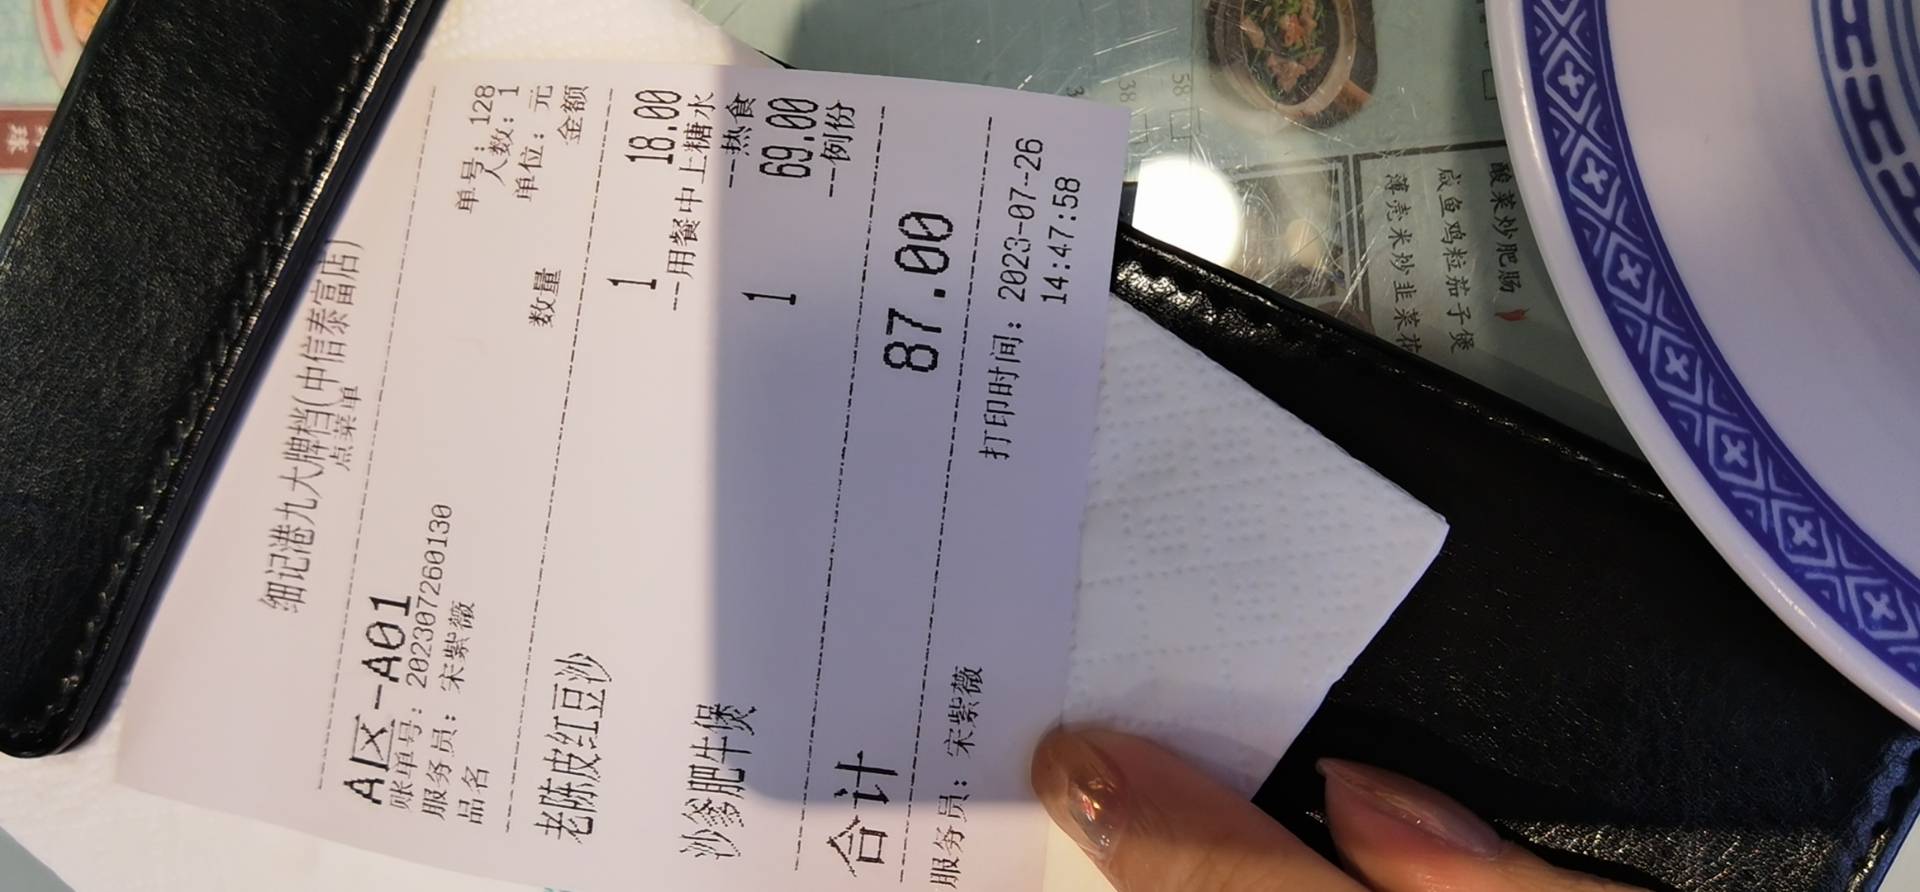 细记港九大牌档(中信泰富店)
点菜单
A区-A01
单号: 128
账单号: 202307260130 人数: 1
服务员: 宋紫薇 单位: 元
品名 数量 金额
老陈皮红豆沙 1 18.00
--用餐中上糖水
--热食
沙爹肥牛煲 1 69.00
--例份
合计 87.00
服务员: 宋紫薇 打印时间: 2023-07-26
14:47:58
酸菜炒肥肠
咸鱼鸡粒茄子煲
薄壳米炒韭菜花
58
38